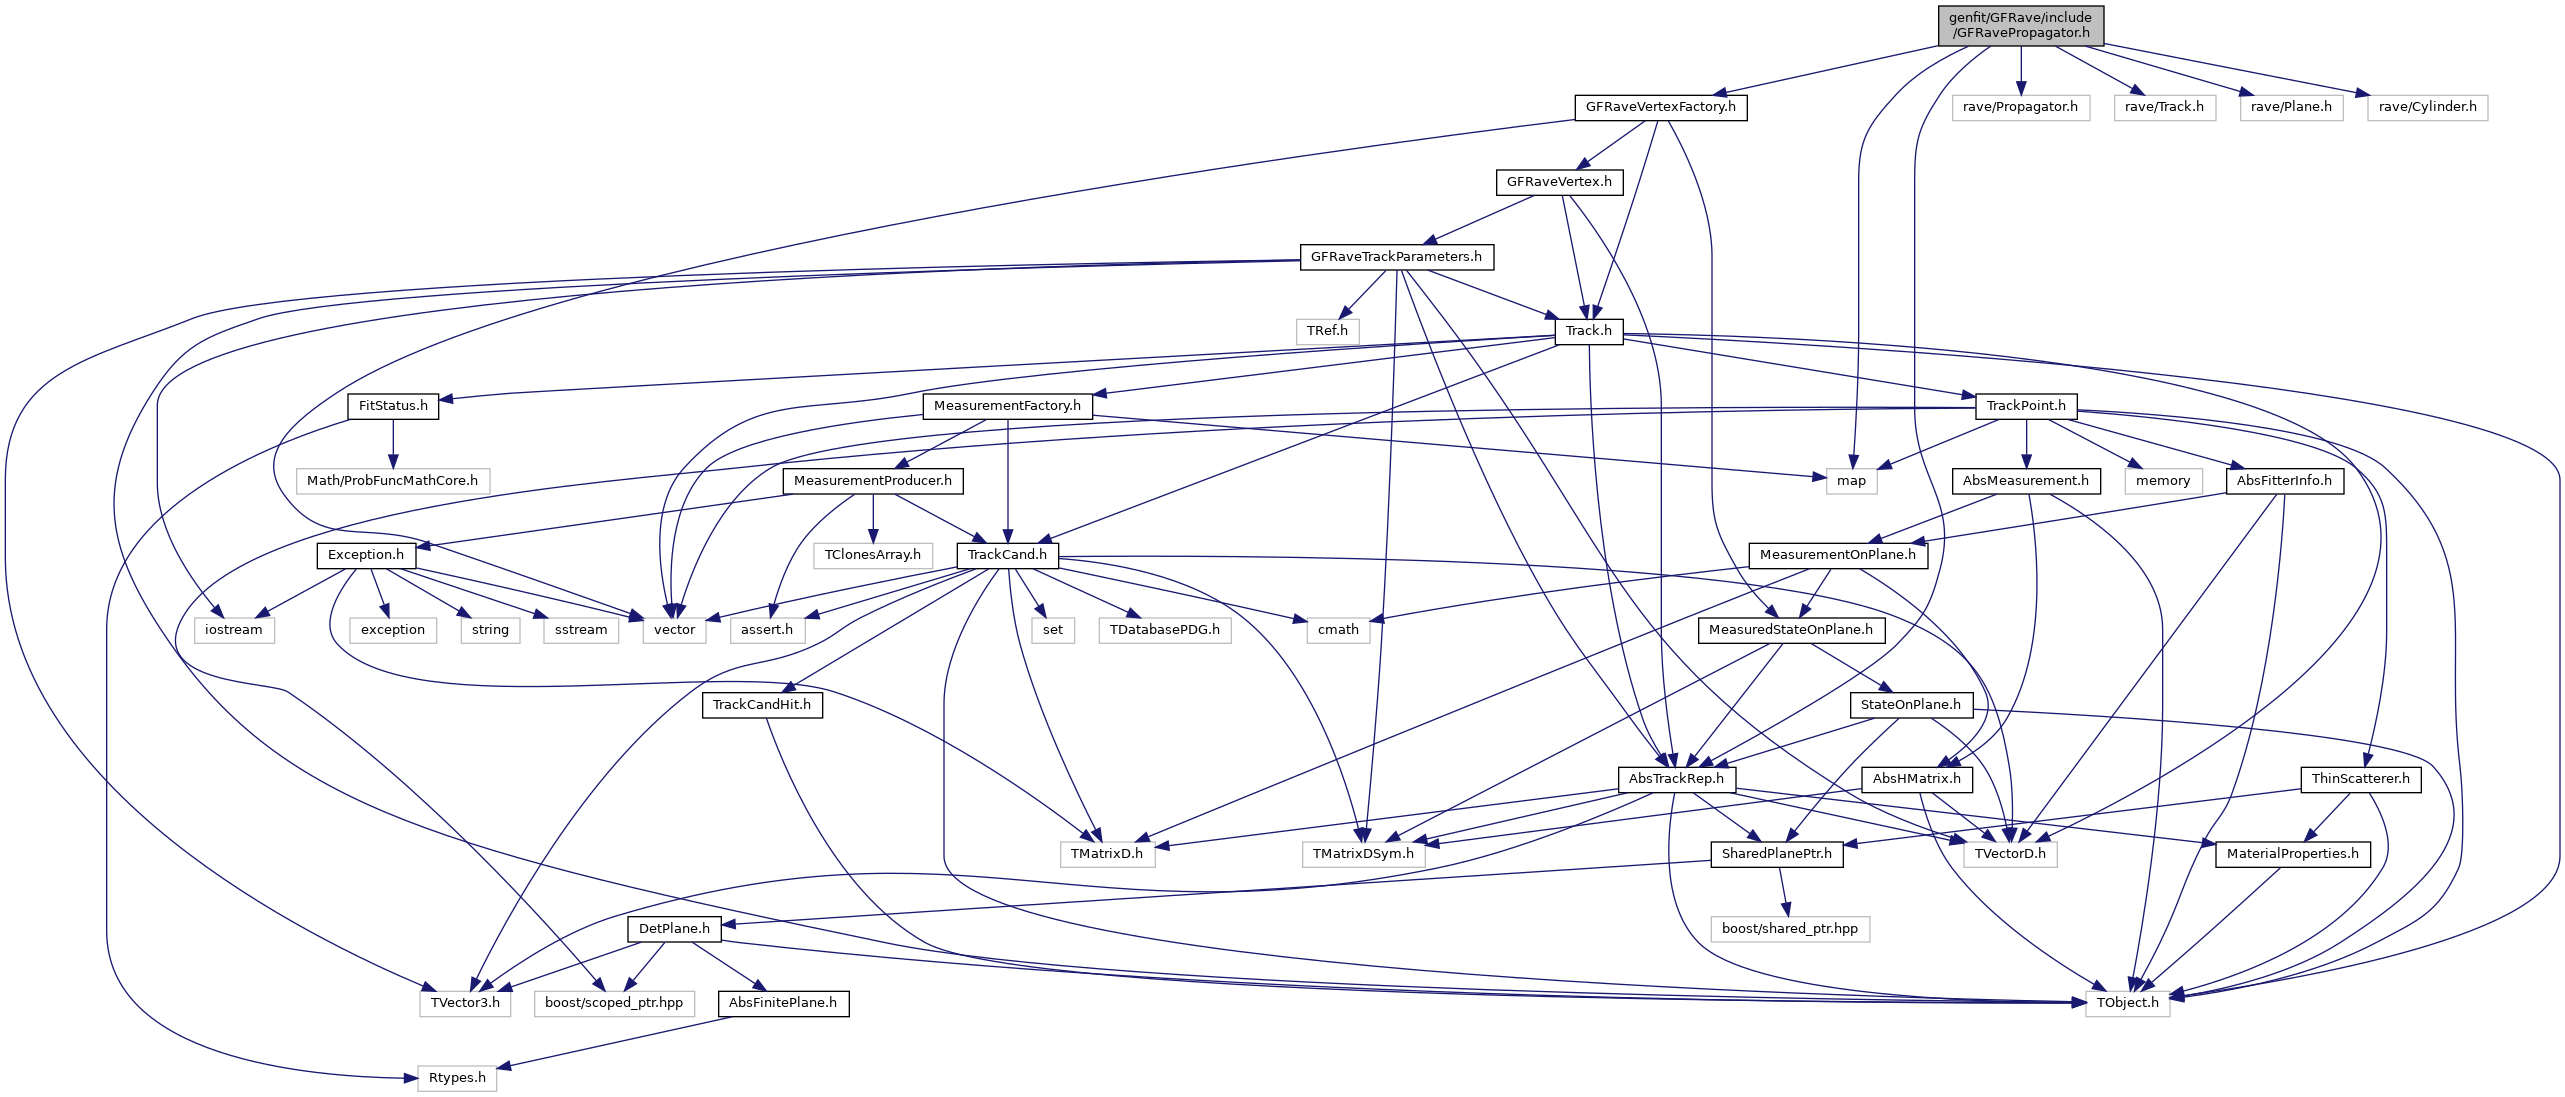 genfit/GFRave/include
/GFRavePropagator.h
GFRaveVertexFactory.h
rave/Propagator.h
rave/Track.h
rave/Plane.h
rave/Cylinder.h
GFRaveVertex.h
GFRaveTrackParameters.h
TRef.h
Track.h
FitStatus.h
MeasurementFactory.h
TrackPoint.h
Math/ProbFuncMathCore.h
MeasurementProducer.h
map
AbsMeasurement.h
memory
AbsFitterInfo.h
Exception.h
TClonesArray.h
TrackCand.h
MeasurementOnPlane.h
iostream
exception
string
sstream
vector
assert.h
set
TDatabasePDG.h
cmath
MeasuredStateOnPlane.h
TrackCandHit.h
StateOnPlane.h
AbsTrackRep.h
AbsHMatrix.h
ThinScatterer.h
TMatrixD.h
TMatrixDSym.h
SharedPlanePtr.h
TVectorD.h
MaterialProperties.h
DetPlane.h
boost/shared_ptr.hpp
TVector3.h
boost/scoped_ptr.hpp
AbsFinitePlane.h
TObject.h
Rtypes.h